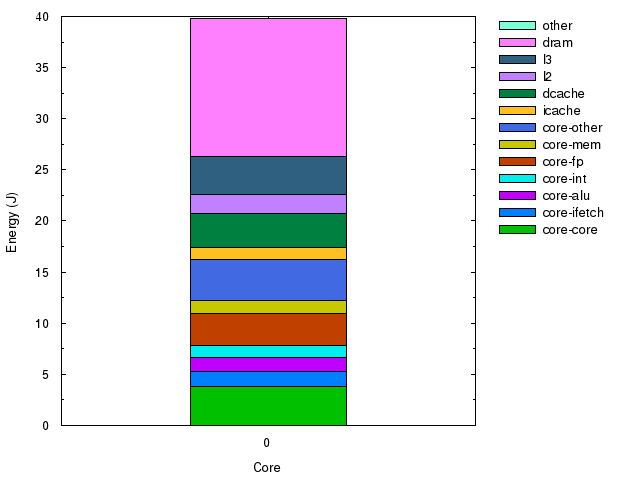 40
35
30
25
20
15
10
5
0
Energy (J)
0
Core
other
dram
l3
l2
dcache
icache
core-other
core-mem
core-fp
core-int
core-alu
core-ifetch
core-core